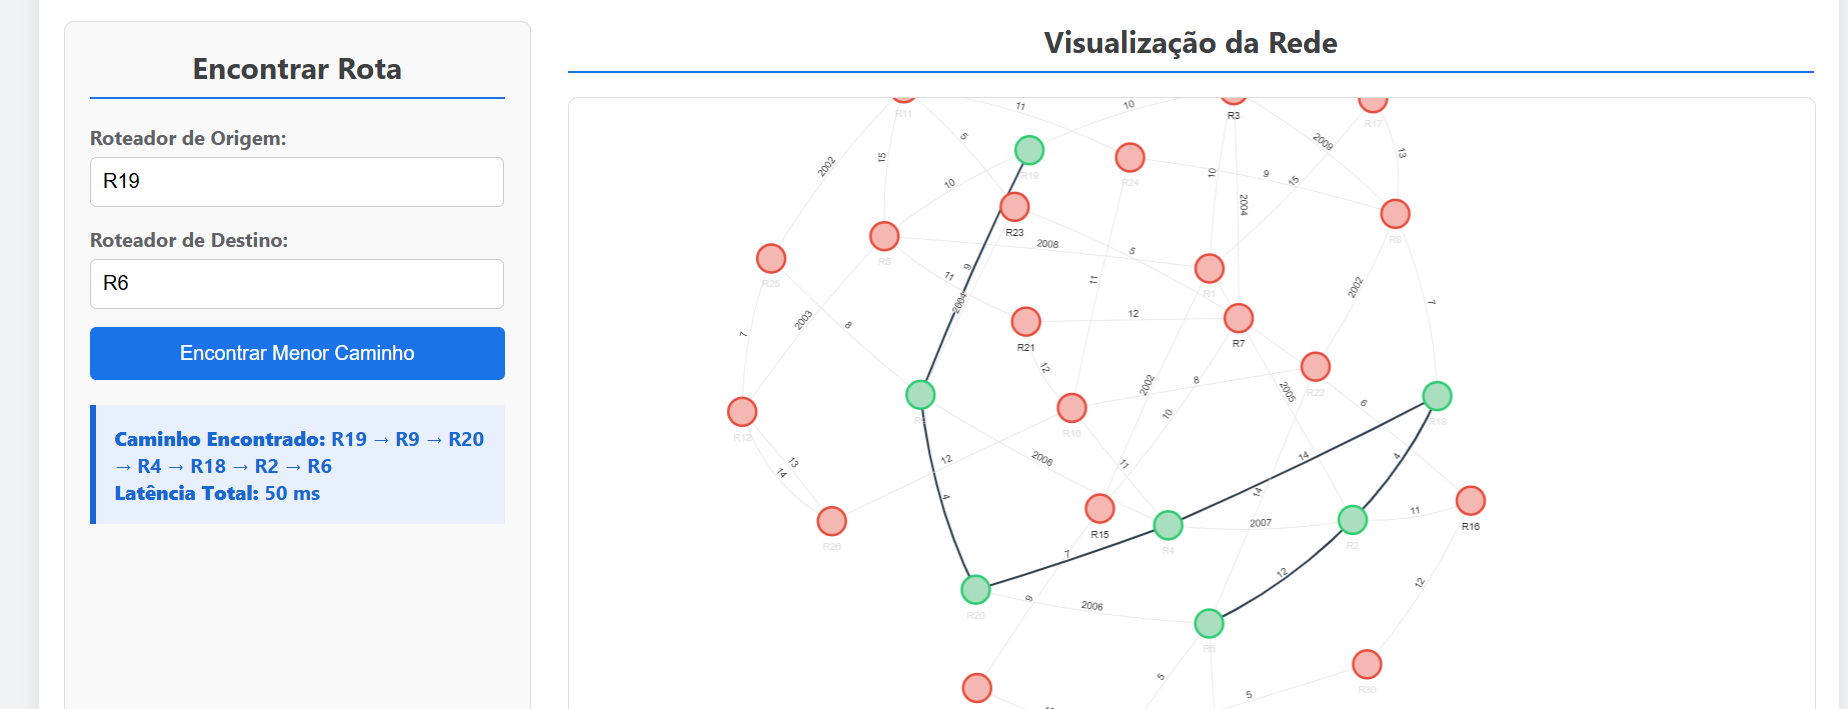 Encontrar Rota
Roteador de Origem:
R19
Roteador de Destino:
R6
Encontrar Menor Caminho
Caminho Encontrado: R19 → R9 → R20
→ R4 → R18 → R2 → R6
Latência Total: 50 ms
Visualização da Rede
11
10
R11
R3
R17
2002
15
5
2009
13
R19
R24
10
10
9
15
2004
R23
2008
5
R5
R25
R1
R8
9
11
11
2004
2002
7
2003
8
12
7
R21
R7
12
2002
8
2005
R22
6
10
R18
R12
R10
12
2006
11
14
4
13
14
4
14
11
R15
2007
R16
R26
R4
R2
7
12
12
9
2006
R20
R6
5
5
R30